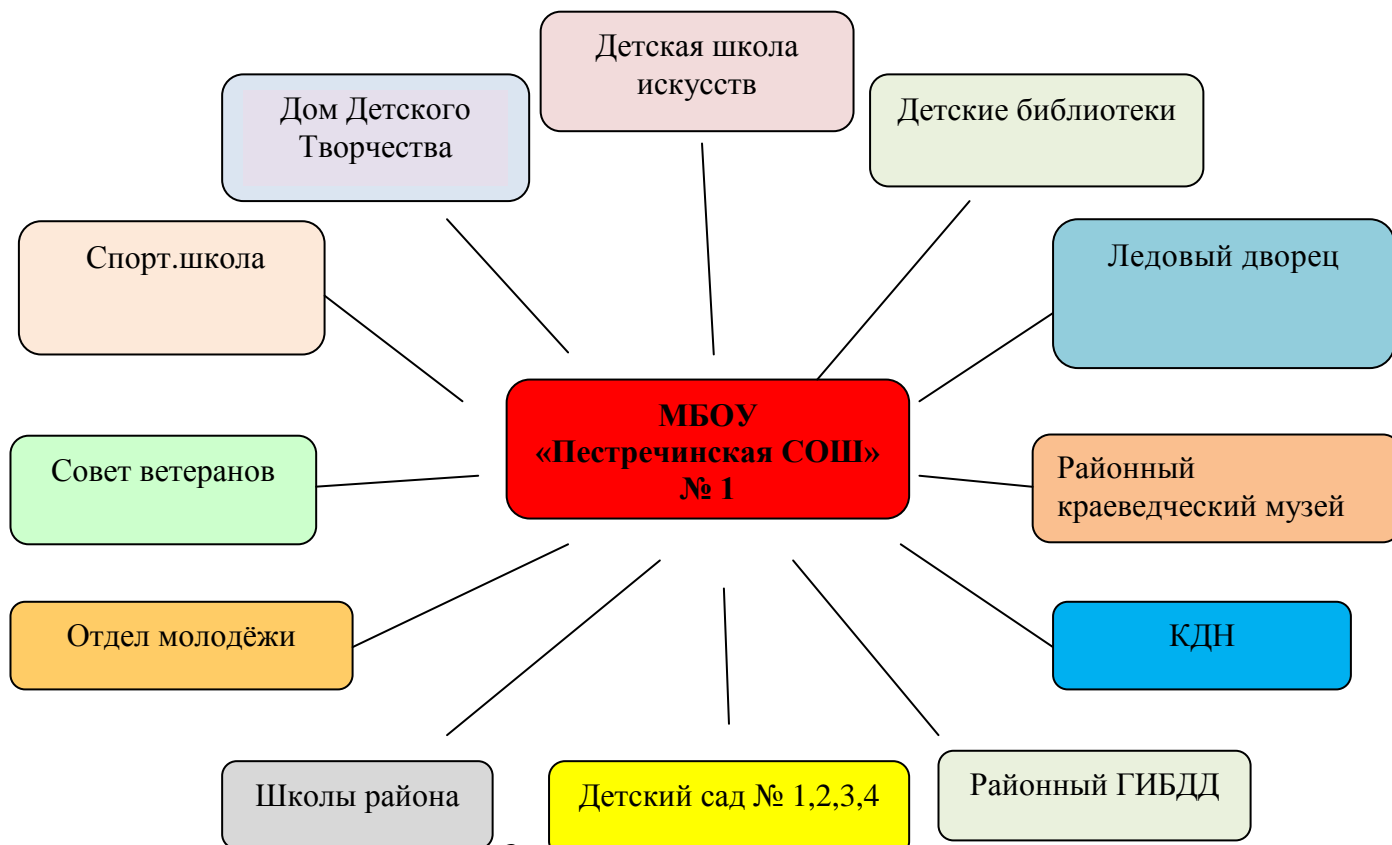 Детская школа
искусств
Дом Детского
Творчества
Детские библиотеки
Спорт.школа
Ледовый дворец
МБОУ
«Пестречинская СОШ»
№ 1
Совет ветеранов
Районный
краеведческий музей
Отдел молодёжи
КДН
Школы района
Детский сад № 1,2,3,4
Районный ГИБДД